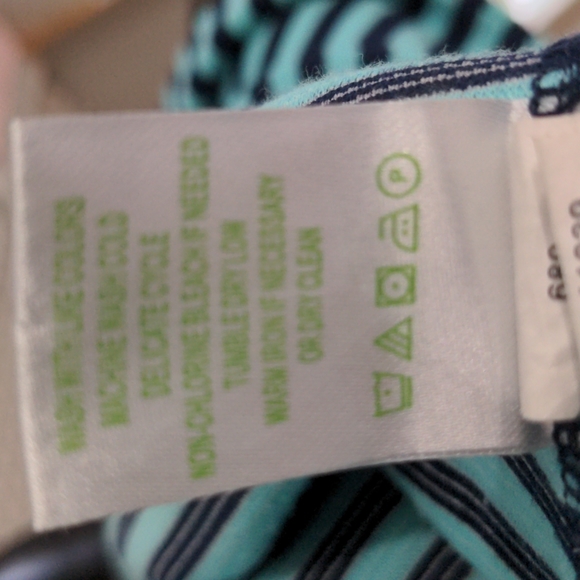 WASH WITH LIKE COLORS
MACHINE WASH COLD
DELICATE CYCLE
NON-CHLORINE BLEACH IF NEEDED
TUMBLE DRY LOW
WARM IRON IF NECESSARY
OR DRY CLEAN
P